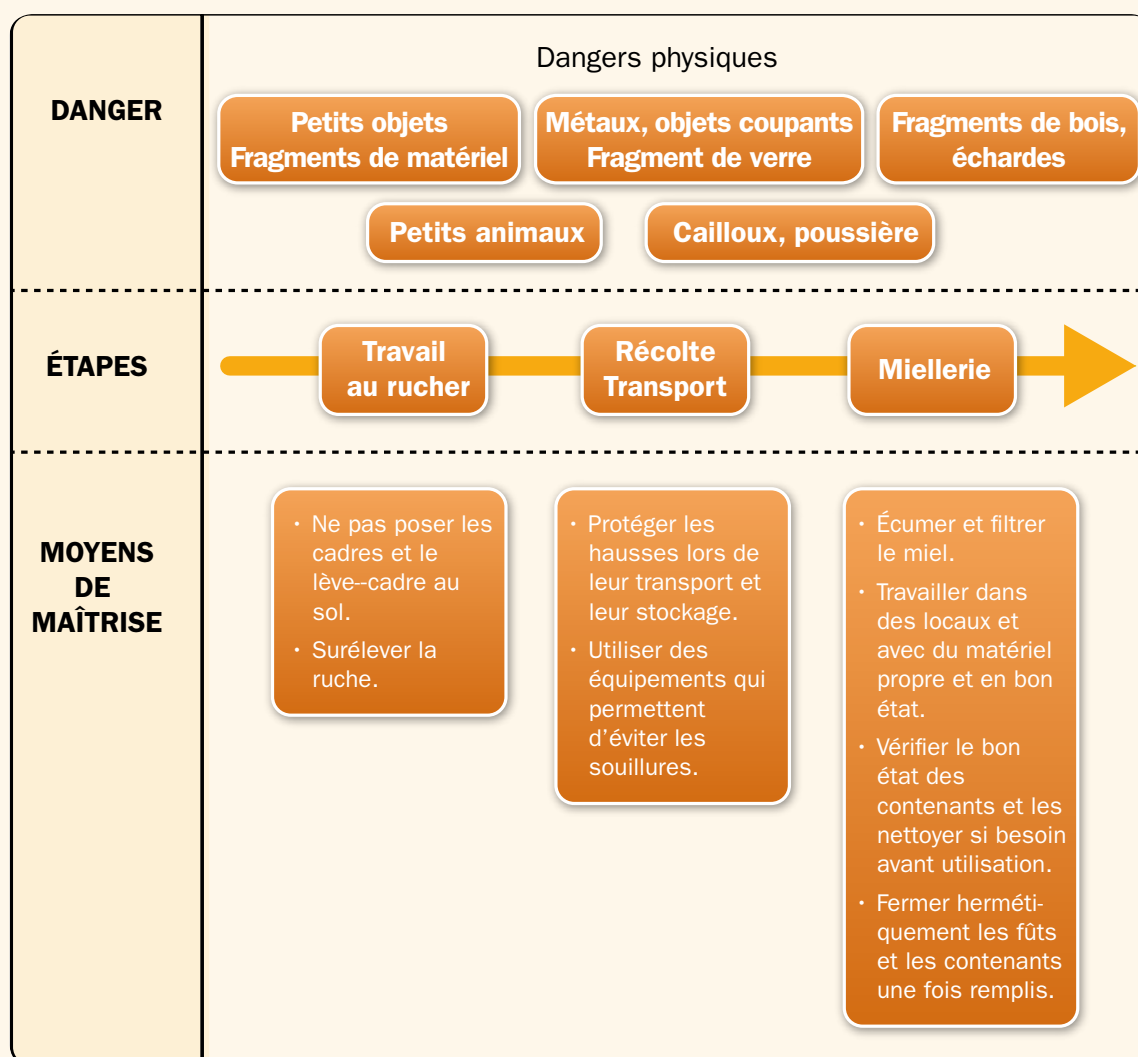 Dangers physiques
DANGER
Petits objets
Fragments de matériel
Métaux, objets coupants
Fragment de verre
Fragments de bois,
échardes
Petits animaux
Cailloux, poussière
ÉTAPES
Travail
au rucher
Récolte
Transport
Miellerie
MOYENS
DE
MAÎTRISE
· Ne pas poser les
cadres et le
lève--cadre au
sol.
· Surélever la
ruche.
· Protéger les
hausses lors de
leur transport et
leur stockage.
· Utiliser des
équipements qui
permettent
d'éviter les
souillures.
· Écumer et filtrer
le miel.
· Travailler dans
des locaux et
avec du matériel
propre et en bon
état.
· Vérifier le bon
état des
contenants et les
nettoyer si besoin
avant utilisation.
· Fermer herméti-
quement les fûts
et les contenants
une fois remplis.